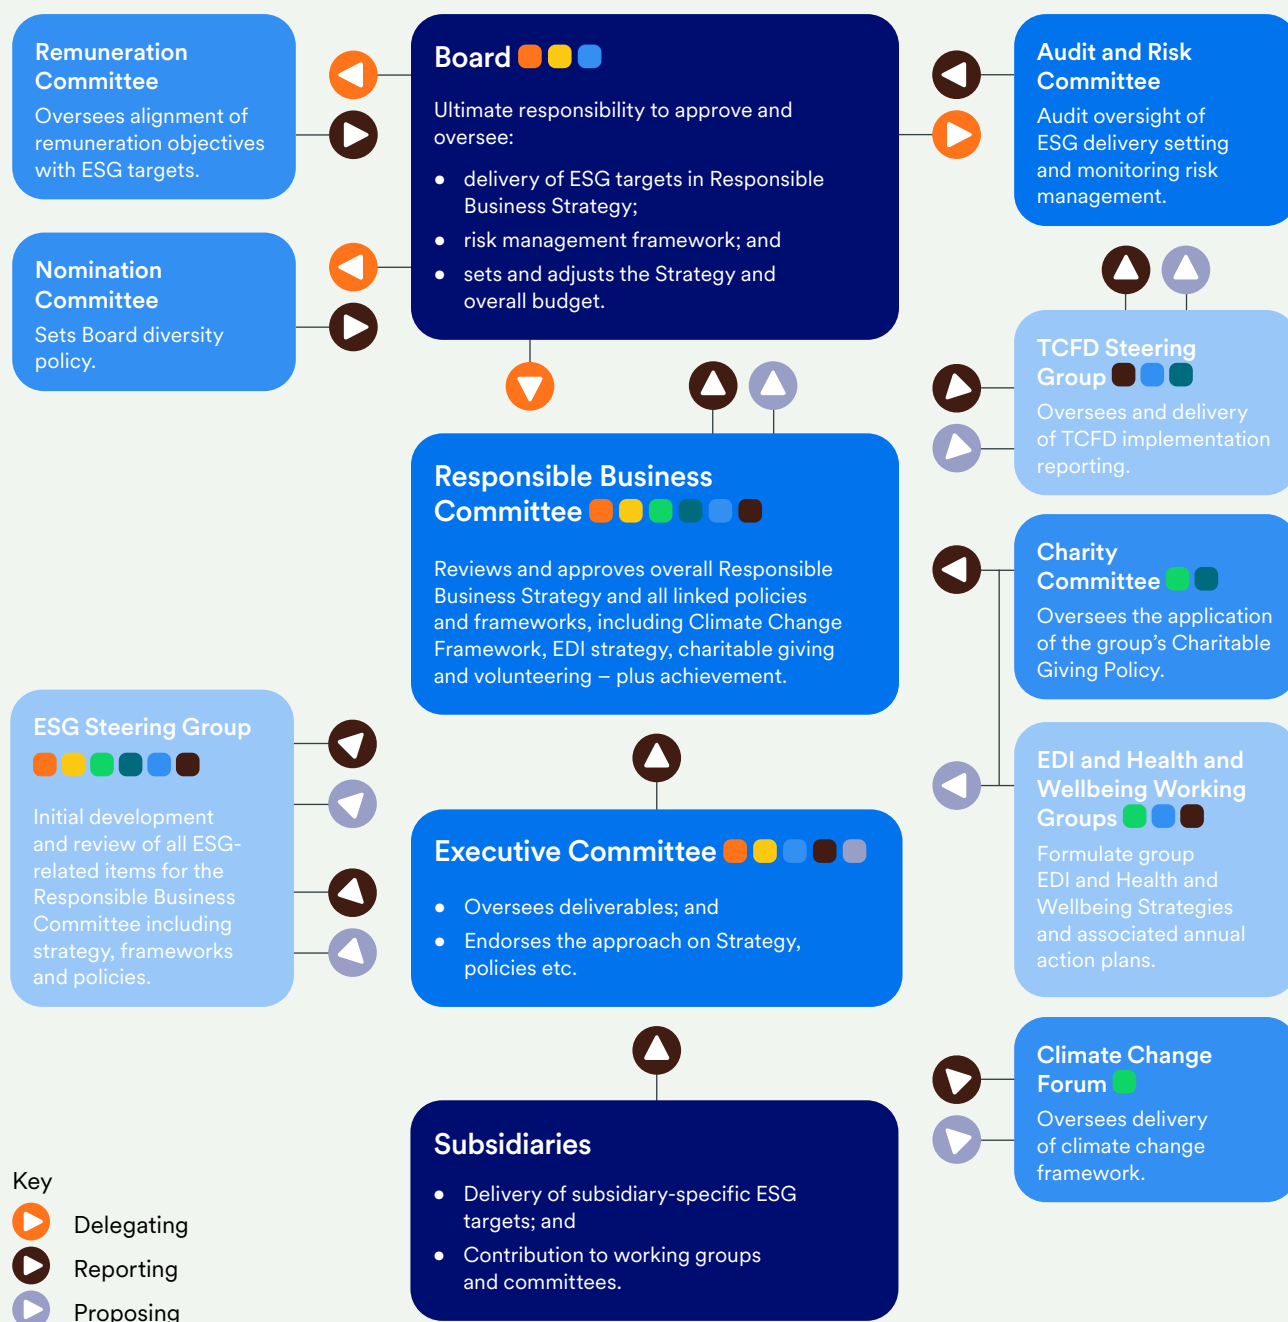 Remuneration
Committee
Oversees alignment of
remuneration objectives
with ESG targets.
Nomination
Committee
Sets Board diversity
policy.
Board
Ultimate responsibility to approve and
oversee:
• delivery of ESG targets in Responsible
Business Strategy;
• risk management framework; and
• sets and adjusts the Strategy and
overall budget.
Audit and Risk
Committee
Audit oversight of
ESG delivery setting
and monitoring risk
management.
TCFD Steering
Group
Oversees and delivery
of TCFD implementation
reporting.
Responsible Business
Committee
Reviews and approves overall Responsible
Business Strategy and all linked policies
and frameworks, including Climate Change
Framework, EDI strategy, charitable giving
and volunteering – plus achievement.
Charity
Committee
Oversees the application
of the group's Charitable
Giving Policy.
ESG Steering Group
Initial development
and review of all ESG-
related items for the
Responsible Business
Committee including
strategy, frameworks
and policies.
EDI and Health and
Wellbeing Working
Groups
Formulate group
EDI and Health and
Wellbeing Strategies
and associated annual
action plans.
Executive Committee
• Oversees deliverables; and
• Endorses the approach on Strategy,
policies etc.
Climate Change
Forum
Oversees delivery
of climate change
framework.
Subsidiaries
• Delivery of subsidiary-specific ESG
targets; and
• Contribution to working groups
and committees.
Key
Delegating
Reporting
Proposing